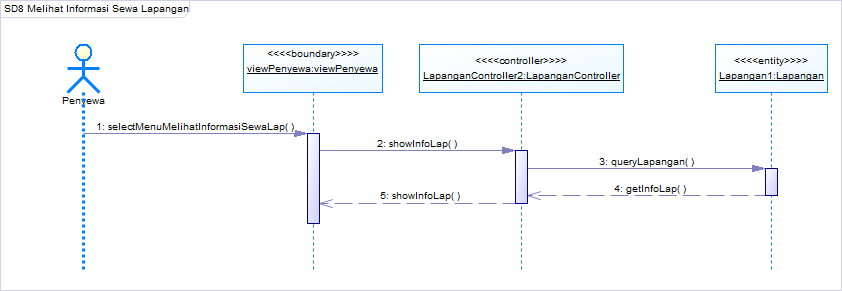 SD8 Melihat Informasi Sewa Lapangan
<<<<boundary>>>>
viewPenyewa:viewPenyewa
<<<<controller>>>>
LapanganController2:LapanganController
<<<<entity>>>>
Lapangan1:Lapangan
Penyewa
1: selectMenuMelihatInformasiSewaLap( )
2: showInfoLap( )
3: queryLapangan( )
4: getInfoLap( )
5: showInfoLap( )